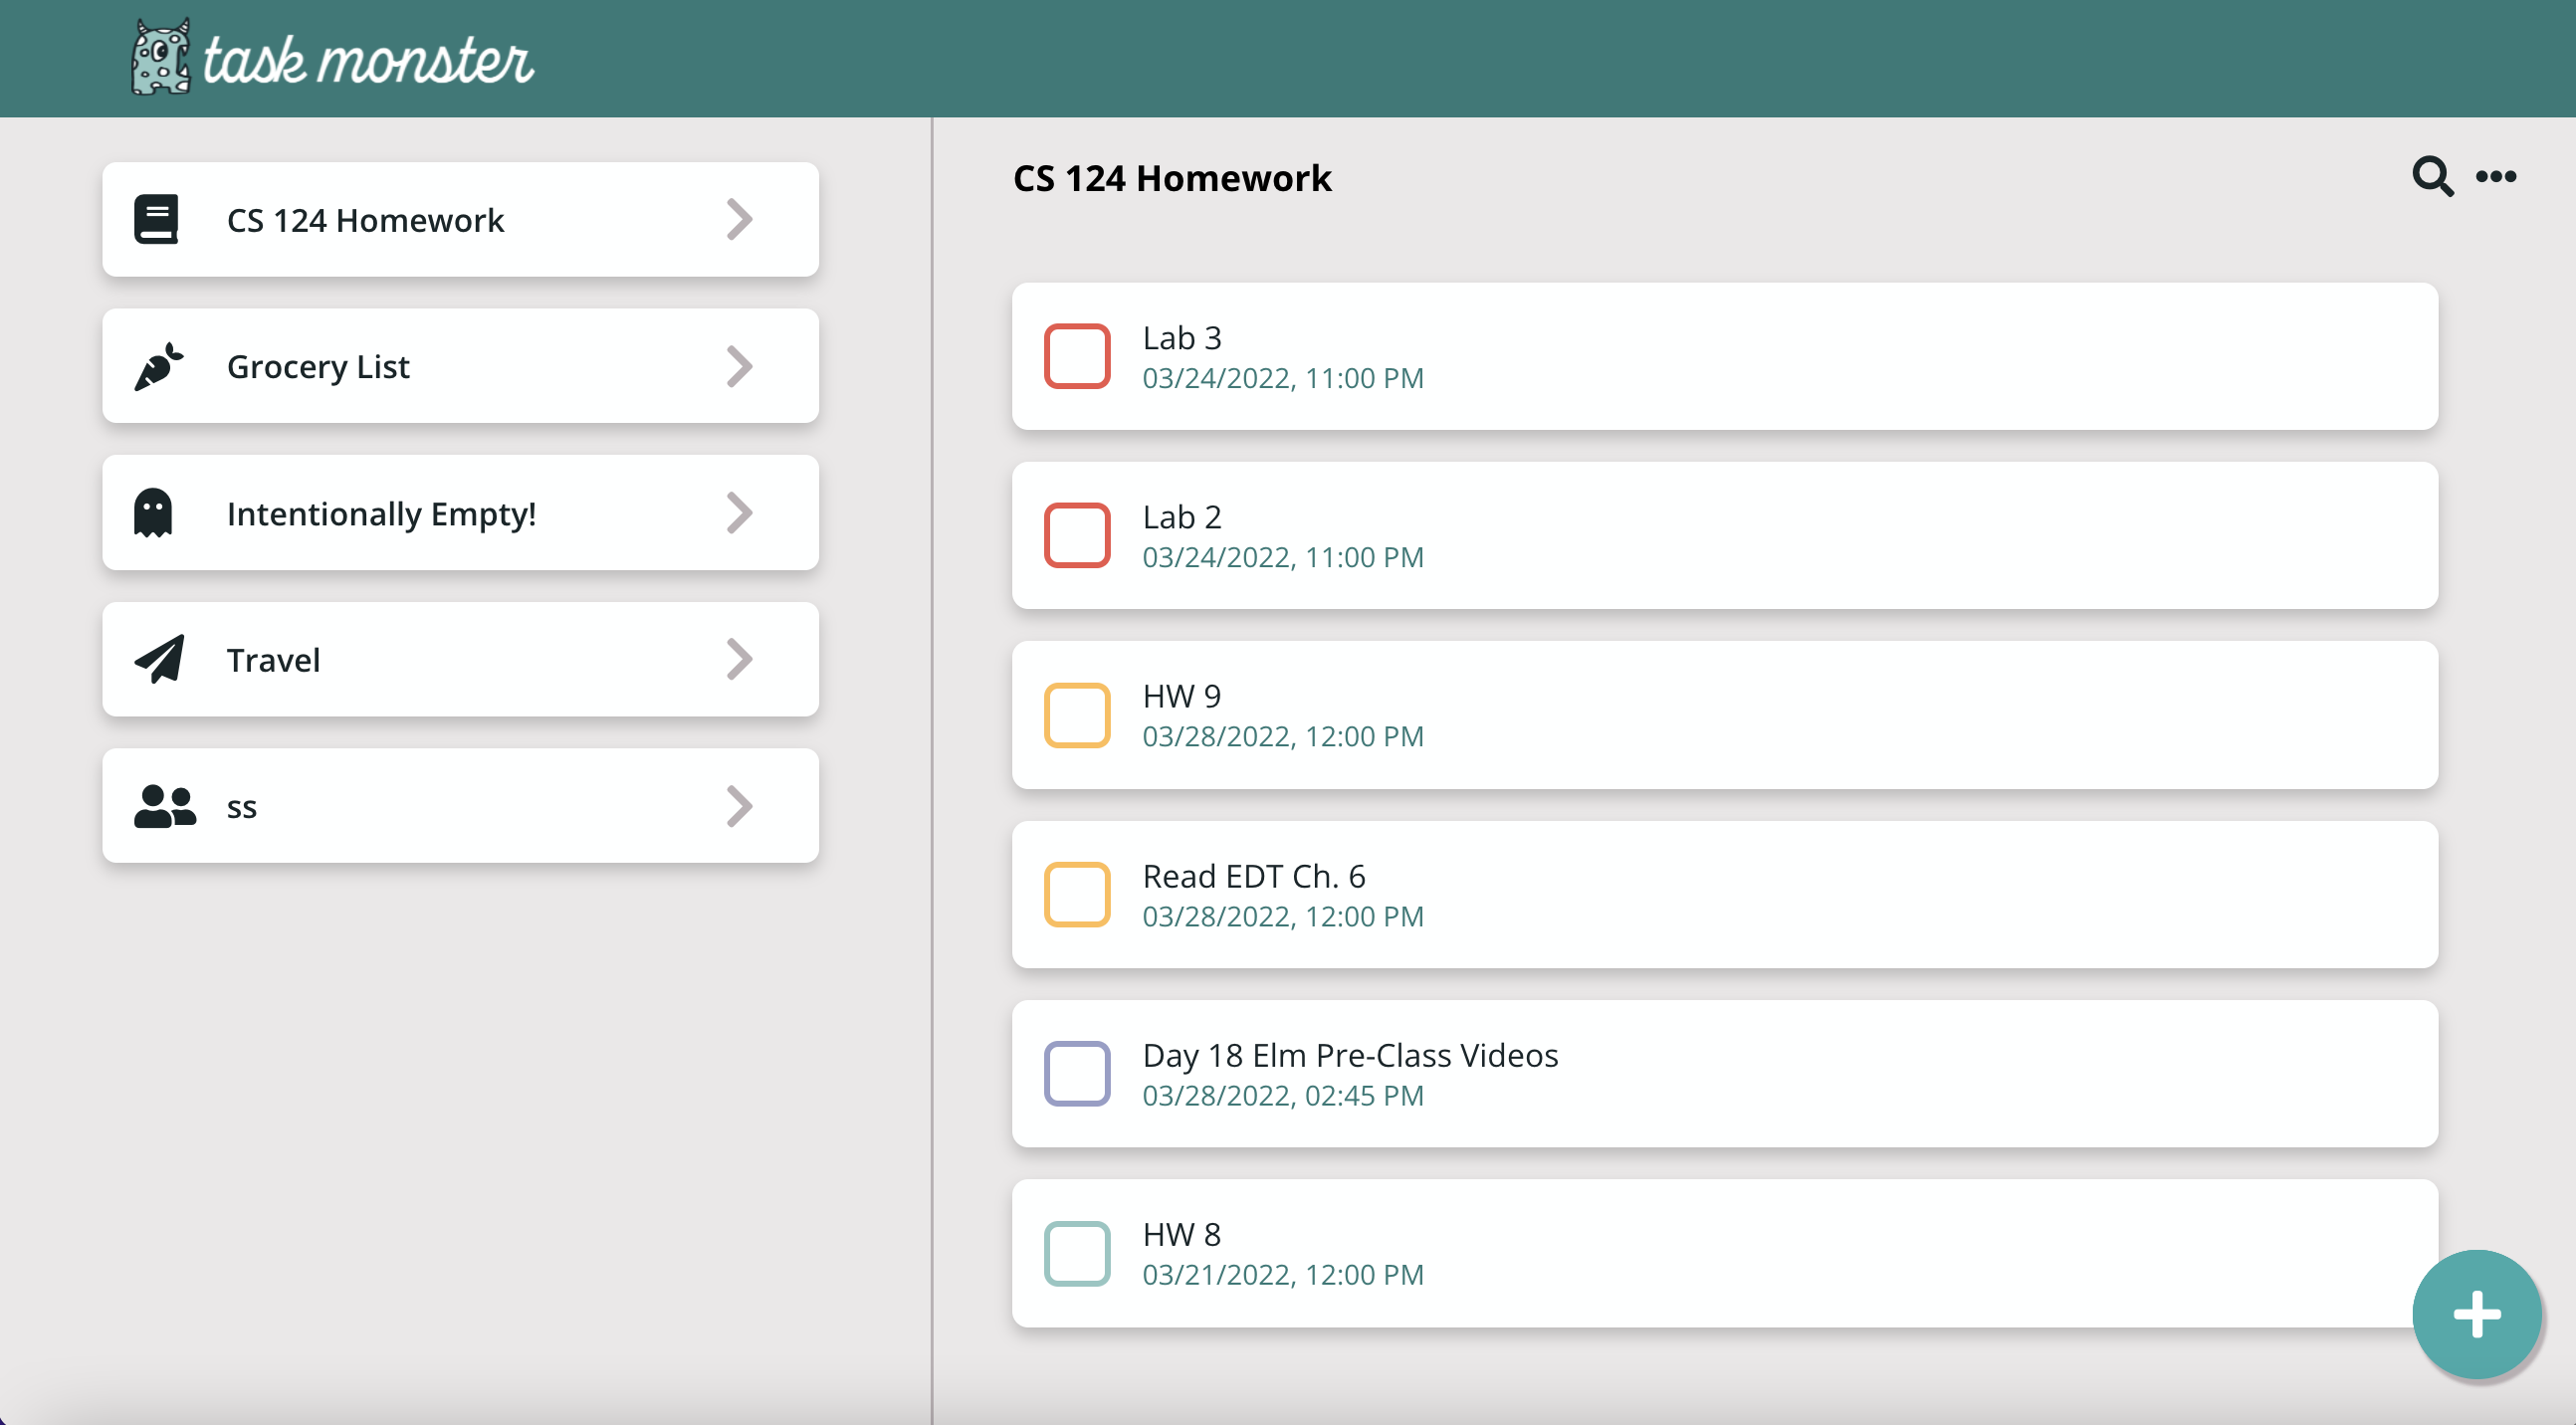 task monster
CS 124 Homework
Grocery List
Intentionally Empty!
Travel
ss
CS 124 Homework
Lab 3
03/24/2022, 11:00 PM
Lab 2
03/24/2022, 11:00 PM
HW 9
03/28/2022, 12:00 PM
Read EDT Ch. 6
03/28/2022, 12:00 PM
Day 18 Elm Pre-Class Videos
03/28/2022, 02:45 PM
HW 8
03/21/2022, 12:00 PM